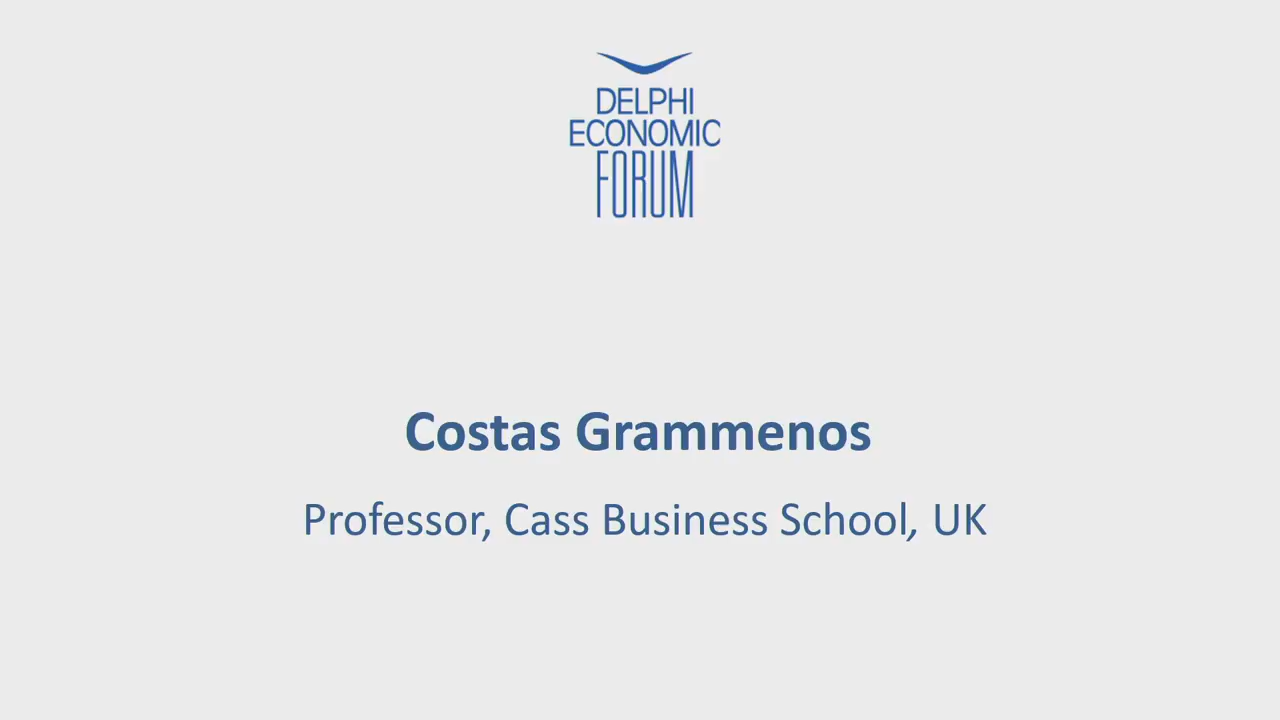 DELPHI
ECONOMIC
FORUM
Costas Grammenos
Professor, Cass Business School, UK